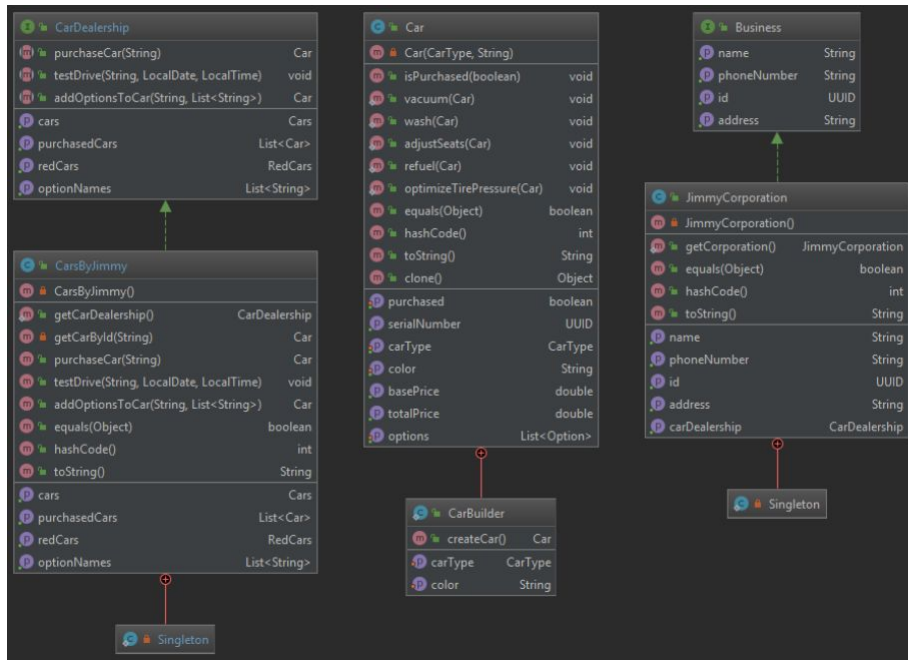 CarDealership
purchaseCar(String) Car
testDrive(String, LocalDate, LocalTime) void
addOptionsToCar(String, List<String>) Car
cars Cars
purchasedCars List<Car>
redCars RedCars
optionNames List<String>
CarsByJimmy
CarsByJimmy()
getCarDealership() CarDealership
getCarById(String) Car
purchaseCar(String) Car
testDrive(String, LocalDate, LocalTime) void
addOptionsToCar(String, List<String>) Car
equals(Object) boolean
hashCode() int
toString() String
cars Cars
purchasedCars List<Car>
redCars RedCars
optionNames List<String>
Singleton
Car
Car(CarType, String)
isPurchased(boolean) void
vacuum(Car) void
wash(Car) void
adjustSeats(Car) void
refuel(Car) void
optimizeTirePressure(Car) void
equals(Object) boolean
hashCode() int
toString() String
clone() Object
purchased boolean
serialNumber UUID
carType CarType
color String
basePrice double
totalPrice double
options List<Option>
CarBuilder
createCar() Car
carType CarType
color String
Business
name String
phoneNumber String
id UUID
address String
JimmyCorporation
JimmyCorporation()
getCorporation() JimmyCorporation
equals(Object) boolean
hashCode() int
toString() String
name String
phoneNumber String
id UUID
address String
carDealership CarDealership
Singleton